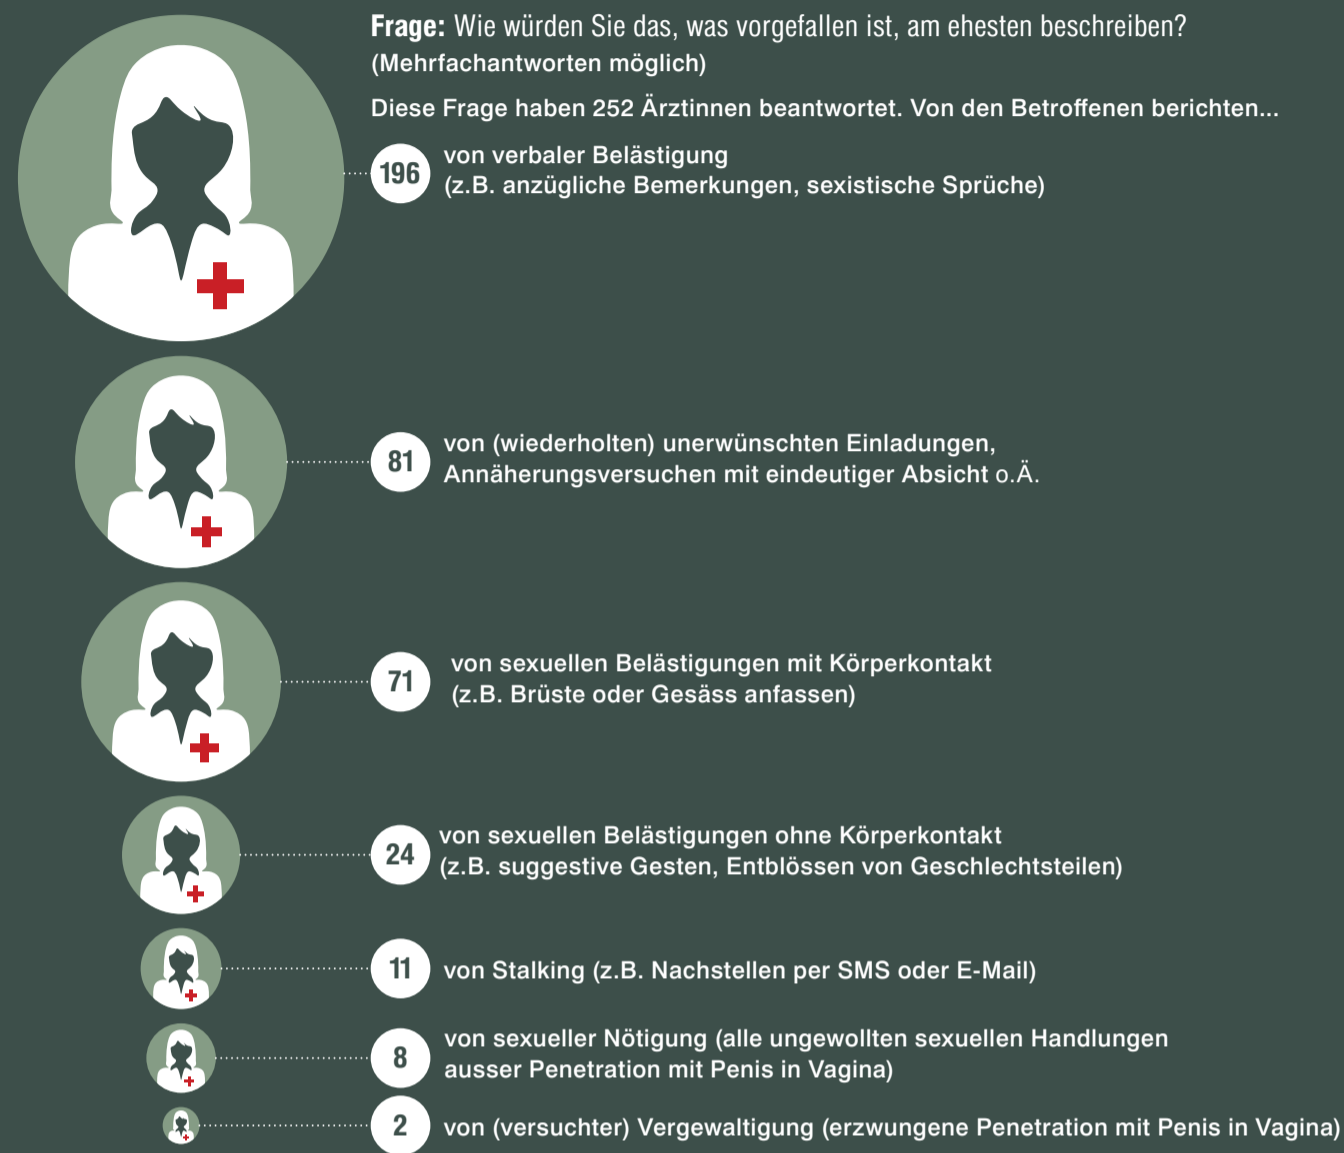 Frage: Wie würden Sie das, was vorgefallen ist, am ehesten beschreiben?
(Mehrfachantworten möglich)
Diese Frage haben 252 Ärztinnen beantwortet. Von den Betroffenen berichten...
196
von verbaler Belästigung
(z.B. anzügliche Bemerkungen, sexistische Sprüche)
81
von (wiederholten) unerwünschten Einladungen,
Annäherungsversuchen mit eindeutiger Absicht o.Ä.
71
von sexuellen Belästigungen mit Körperkontakt
(z.B. Brüste oder Gesäss anfassen)
24
von sexuellen Belästigungen ohne Körperkontakt
(z.B. suggestive Gesten, Entblössen von Geschlechtsteilen)
11
von Stalking (z.B. Nachstellen per SMS oder E-Mail)
8
von sexueller Nötigung (alle ungewollten sexuellen Handlungen
ausser Penetration mit Penis in Vagina)
2
von (versuchter) Vergewaltigung (erzwungene Penetration mit Penis in Vagina)